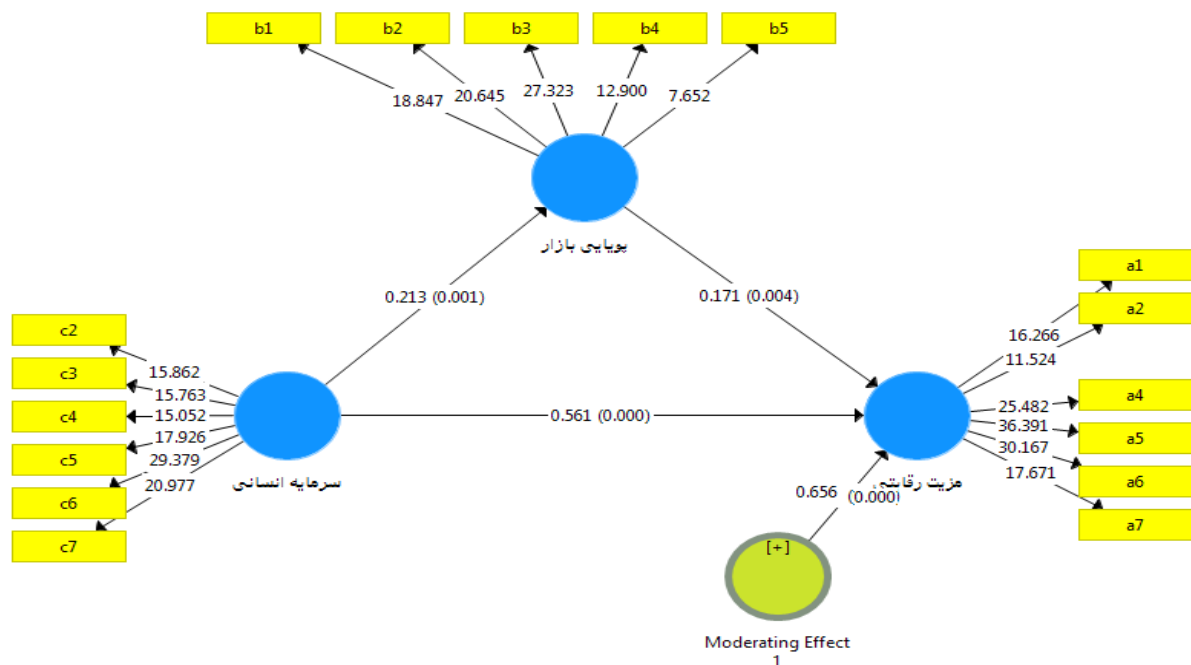 b1
b2
b3
b4
b5
18.847
20.645
27.323
12.900
7.652
پویایی بازار
0.213 (0.001)
0.171 (0.004)
a1
a2
a4
a5
a6
a7
16.266
11.524
25.482
36.391
30.167
17.671
c2
c3
c4
c5
c6
c7
15.862
15.763
15.052
17.926
29.379
20.977
0.561 (0.000)
سرمایه انسانی
مزیت رقابتی
0.656 (0.000)
[+]
Moderating Effect
1